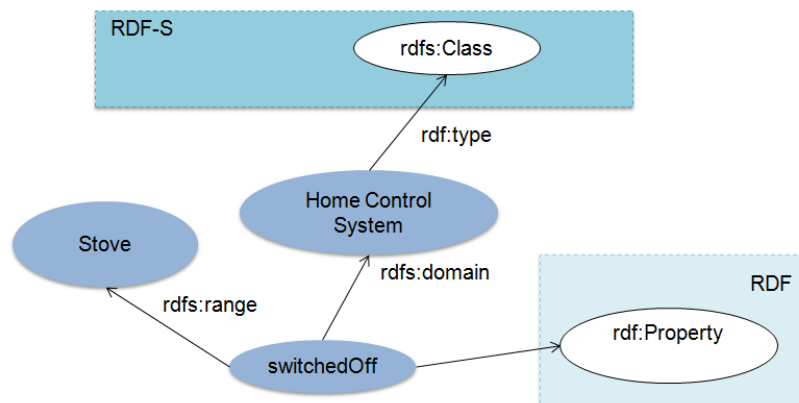 RDF-S
rdfs:Class
rdf:type
Home Control
System
Stove
rdfs:domain
rdfs:range
RDF
rdf:Property
switchedOff